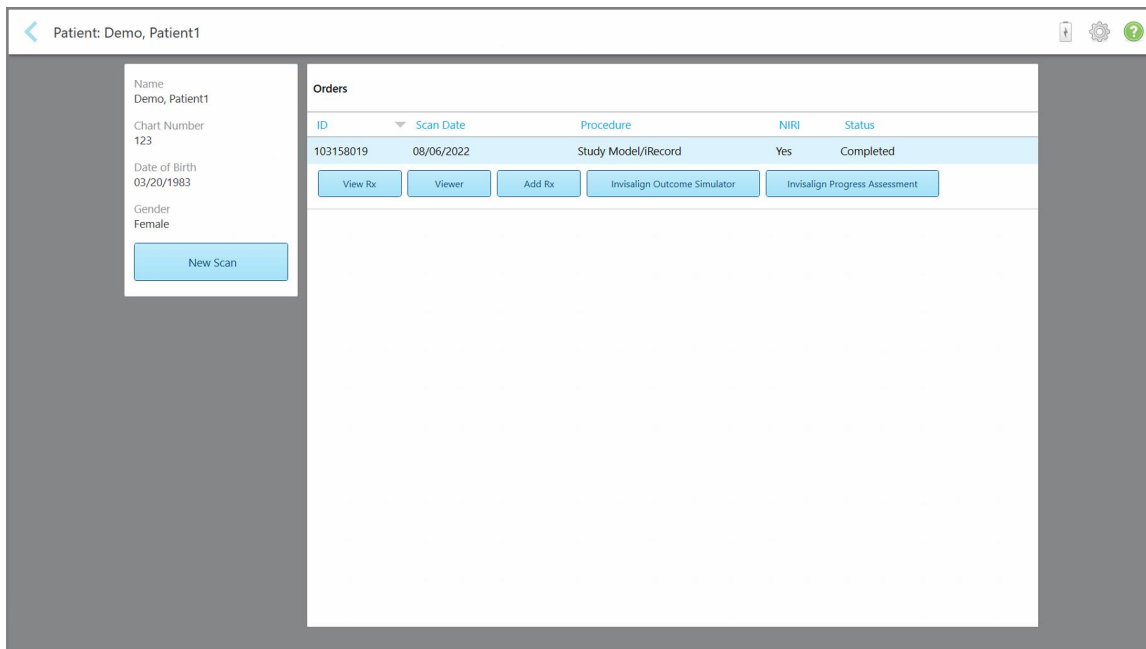 Patient: Demo, Patient1
?
Name
Demo, Patient1
Chart Number
123
Date of Birth
03/20/1983
Gender
Female
New Scan
Orders
ID Scan Date Procedure NIRI Status
103158019 08/06/2022 Study Model/iRecord Yes Completed
View Rx Viewer Add Rx Invisalign Outcome Simulator Invisalign Progress Assessment